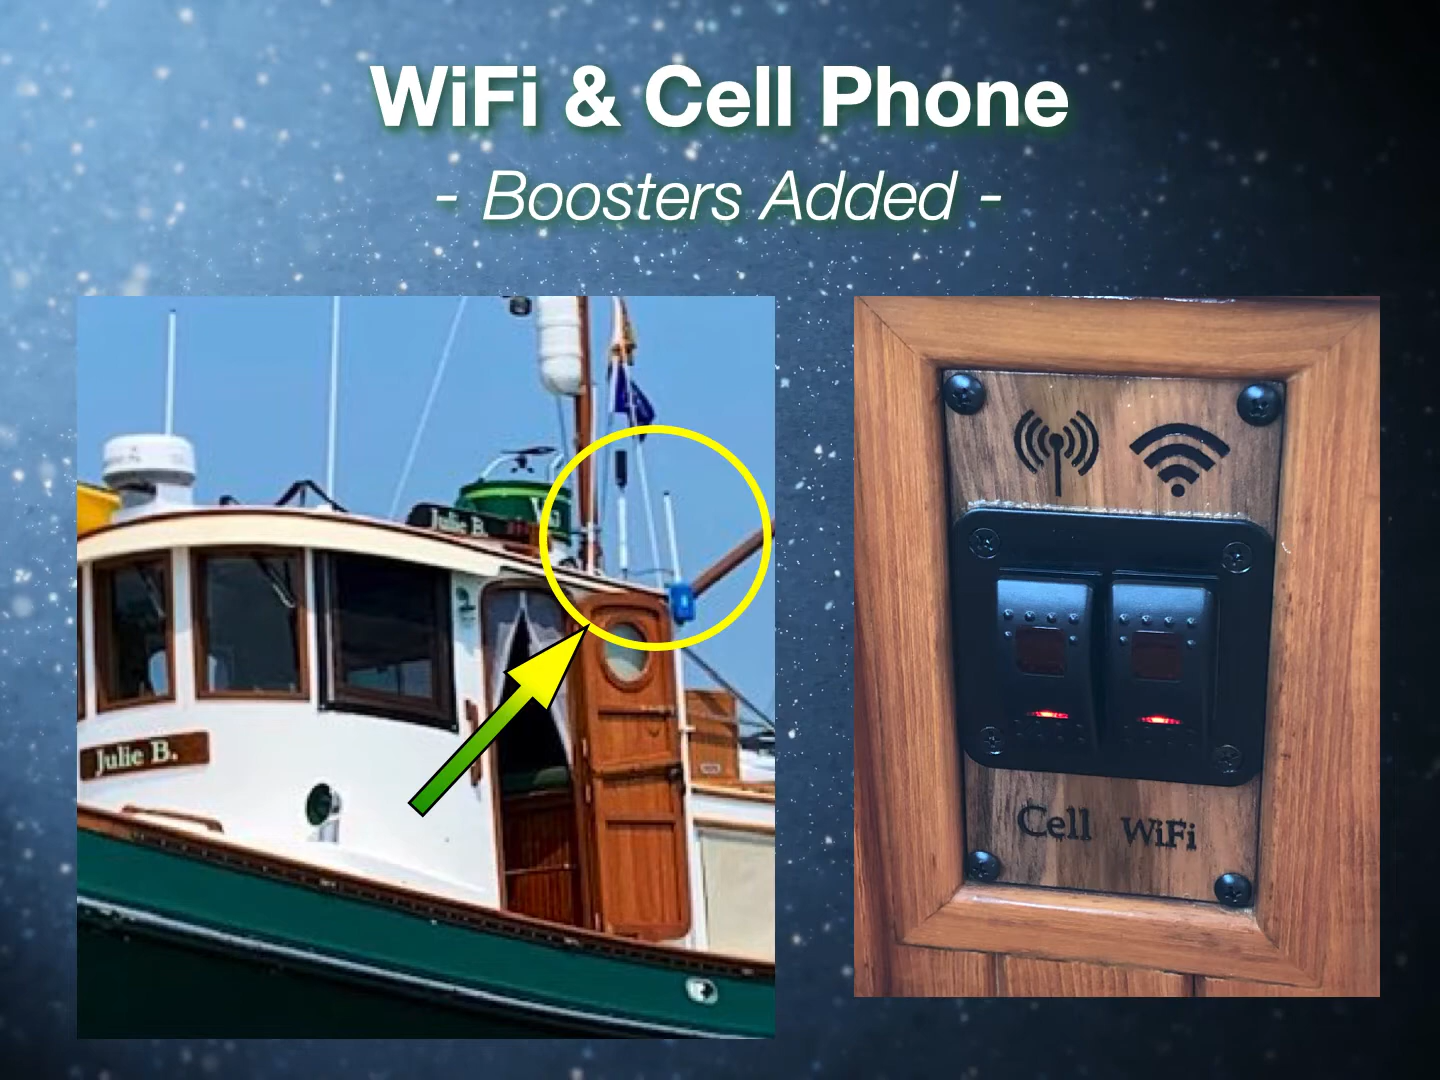 WiFi & Cell Phone
- Boosters Added -
Julie B.
Julie B.
Cell WiFi